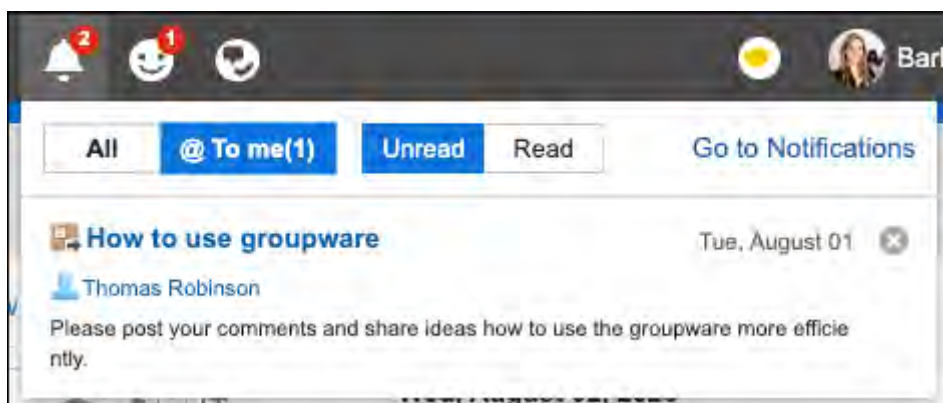 2
1
Barl
All
@ To me(1)
Unread
Read
Go to Notifications
How to use groupware
Tue, August 01
Thomas Robinson
Please post your comments and share ideas how to use the groupware more efficie
ntly.